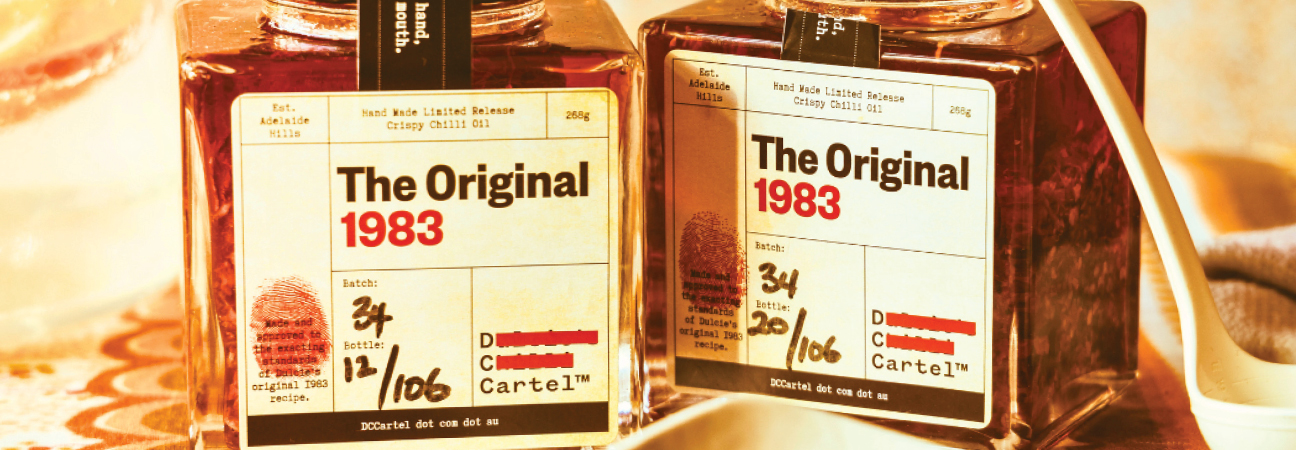 hand,
mouth.
Est.
Adelaide
Hills
Hand Made Limited Release
Crispy Chilli Oil
268g
The Original
1983
Made and
approved to
the exacting
standards
of Dulcie's
original 1983
recipe.
Batch:
34
Bottle:
12/106
D
C
Cartel™
DCCartel dot com dot au
Est.
Adelaide
Hills
Hand Made Limited Release
Crispy Chilli Oil
268g
The Original
1983
Made and
approved to
the exacting
standards
of Dulcie's
original 1983
recipe.
Batch:
34
Bottle:
20/106
D
C
Cartel™
DCCartel dot com dot au